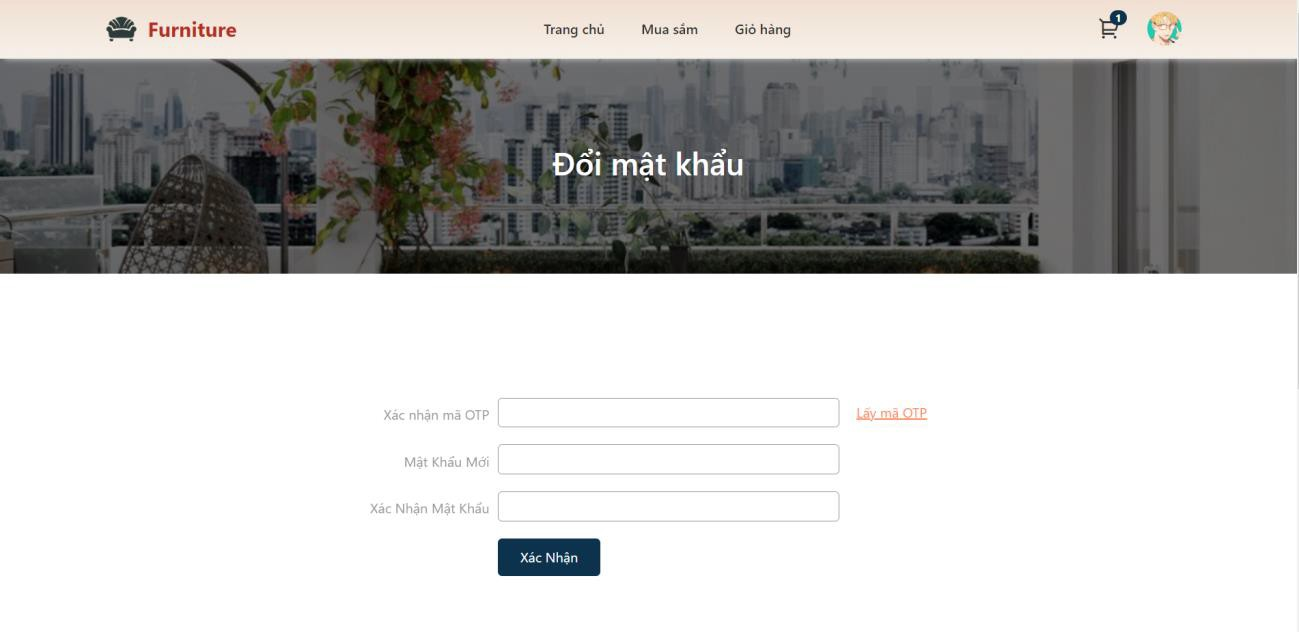 Furniture
Trang chủ
Mua sắm
Giỏ hàng
1
Đổi mật khẩu
Xác nhận mã OTP
Lấy mã OTP
Mật Khẩu Mới
Xác Nhận Mật Khẩu
Xác Nhận